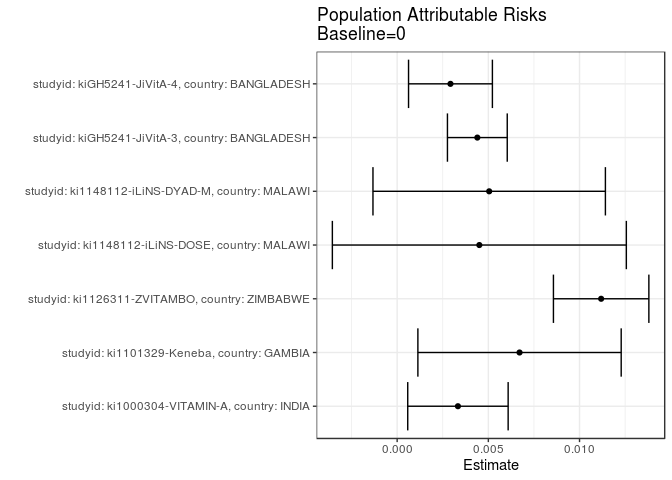 Population Attributable Risks
Baseline=0
studyid: kiGH5241-JiVitA-4, country: BANGLADESH
studyid: kiGH5241-JiVitA-3, country: BANGLADESH
studyid: ki1148112-iLiNS-DYAD-M, country: MALAWI
studyid: ki1148112-iLiNS-DOSE, country: MALAWI
studyid: ki1126311-ZVITAMBO, country: ZIMBABWE
studyid: ki1101329-Keneba, country: GAMBIA
studyid: ki1000304-VITAMIN-A, country: INDIA
0.000 0.005 0.010
Estimate